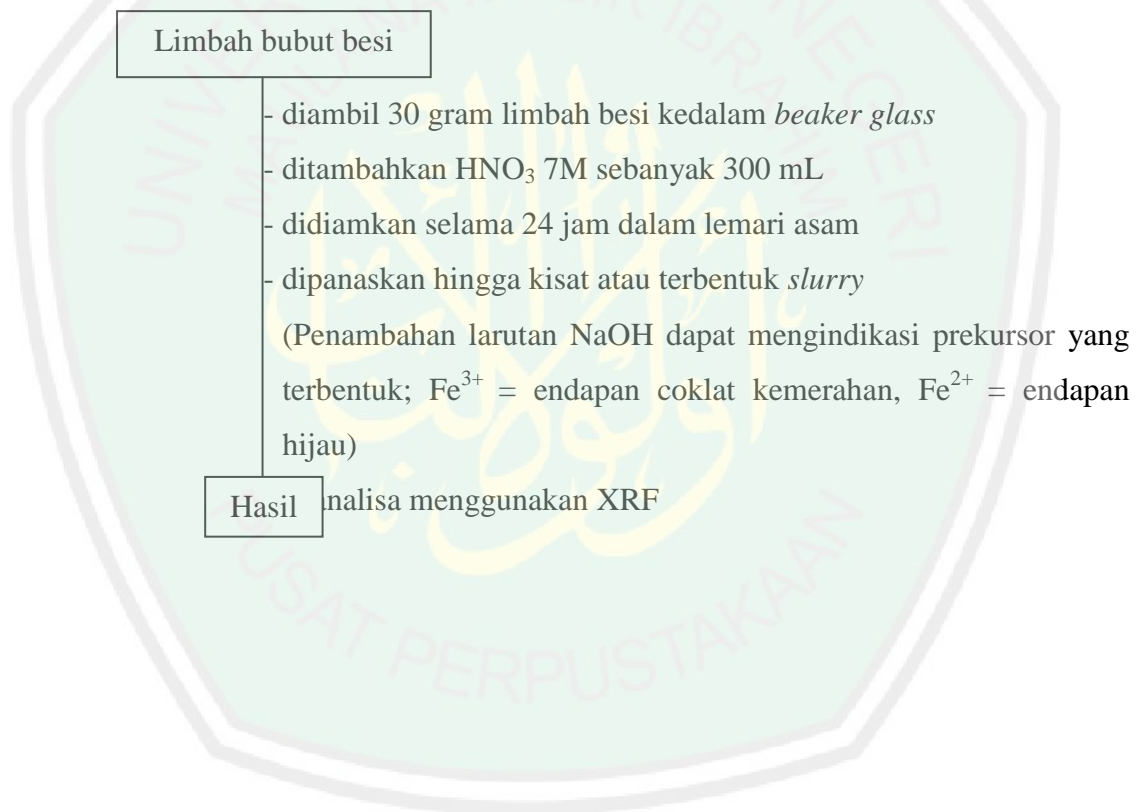 Limbah bubut besi
- diambil 30 gram limbah besi kedalam beaker glass
- ditambahkan HNO₃ 7M sebanyak 300 mL
- didiamkan selama 24 jam dalam lemari asam
- dipanaskan hingga kisat atau terbentuk slurry
(Penambahan larutan NaOH dapat mengindikasi prekursor yang
terbentuk; Fe³⁺ = endapan coklat kemerahan, Fe²⁺ = endapan
hijau)
Hasil
nalisa menggunakan XRF
PUSAT PERPUSTAKAAN